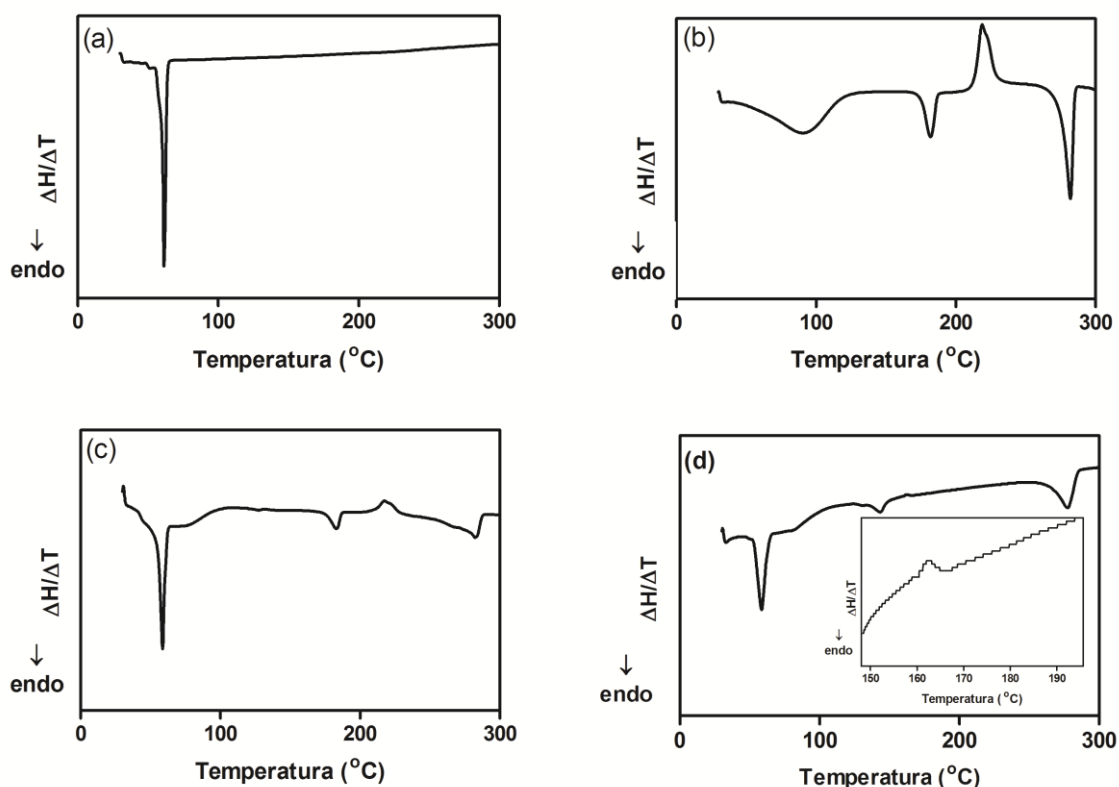 (a)
ΔH/ΔT
↓
endo
0 100 200 300
Temperatura (°C)
(b)
ΔH/ΔT
↓
endo
0 100 200 300
Temperatura (°C)
(c)
ΔH/ΔT
↓
endo
0 100 200 300
Temperatura (°C)
(d)
ΔH/ΔT
↓
endo
ΔH/ΔT
↓
endo
150 160 170 180 190
Temperatura (°C)
0 100 200 300
Temperatura (°C)